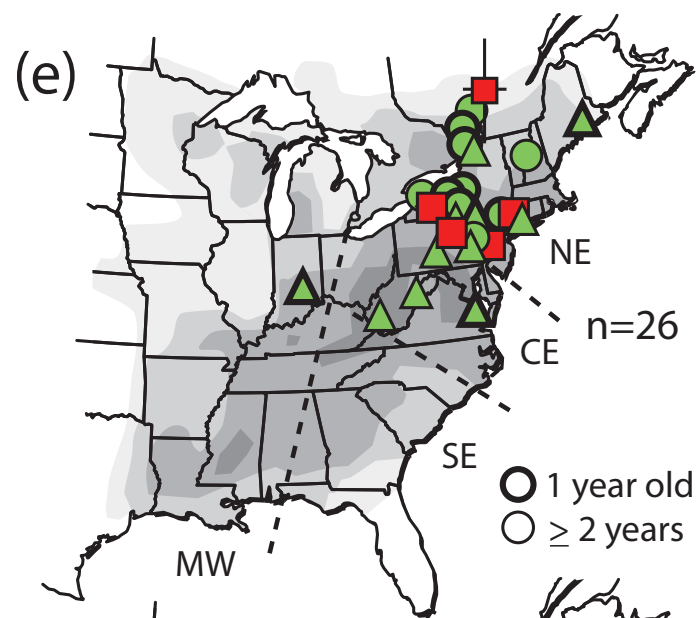 (e)
NE
n=26
CE
SE
1 year old
≥ 2 years
MW